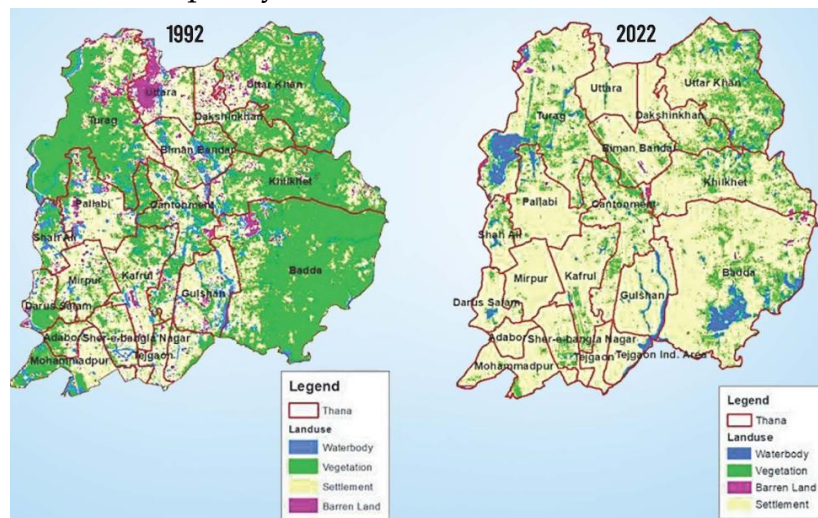 1992
Uttara
Uttar Khan
Turag
Dakshinkhan
Biman Bandar
Khilkhet
Pallabi
Cantonment
Shah Ali
Badda
Mirpur
Kafrul
Gulshan
Darus Salam
Adabor
Sher-e-bangla Nagar
Mohammadpur
Tejgaon
Legend
Thana
Landuse
Waterbody
Vegetation
Settlement
Barren Land
2022
Uttara
Uttar Khan
Turag
Dakshinkhan
Biman Bandar
Khilkhet
Pallabi
Cantonment
Shah Ali
Badda
Mirpur
Kafrul
Gulshan
Darus Salam
Adabor
Sher-e-bangla Nagar
Tejgaon
Tejgaon Ind. Area
Mohammadpur
Legend
Thana
Landuse
Waterbody
Vegetation
Barren Land
Settlement